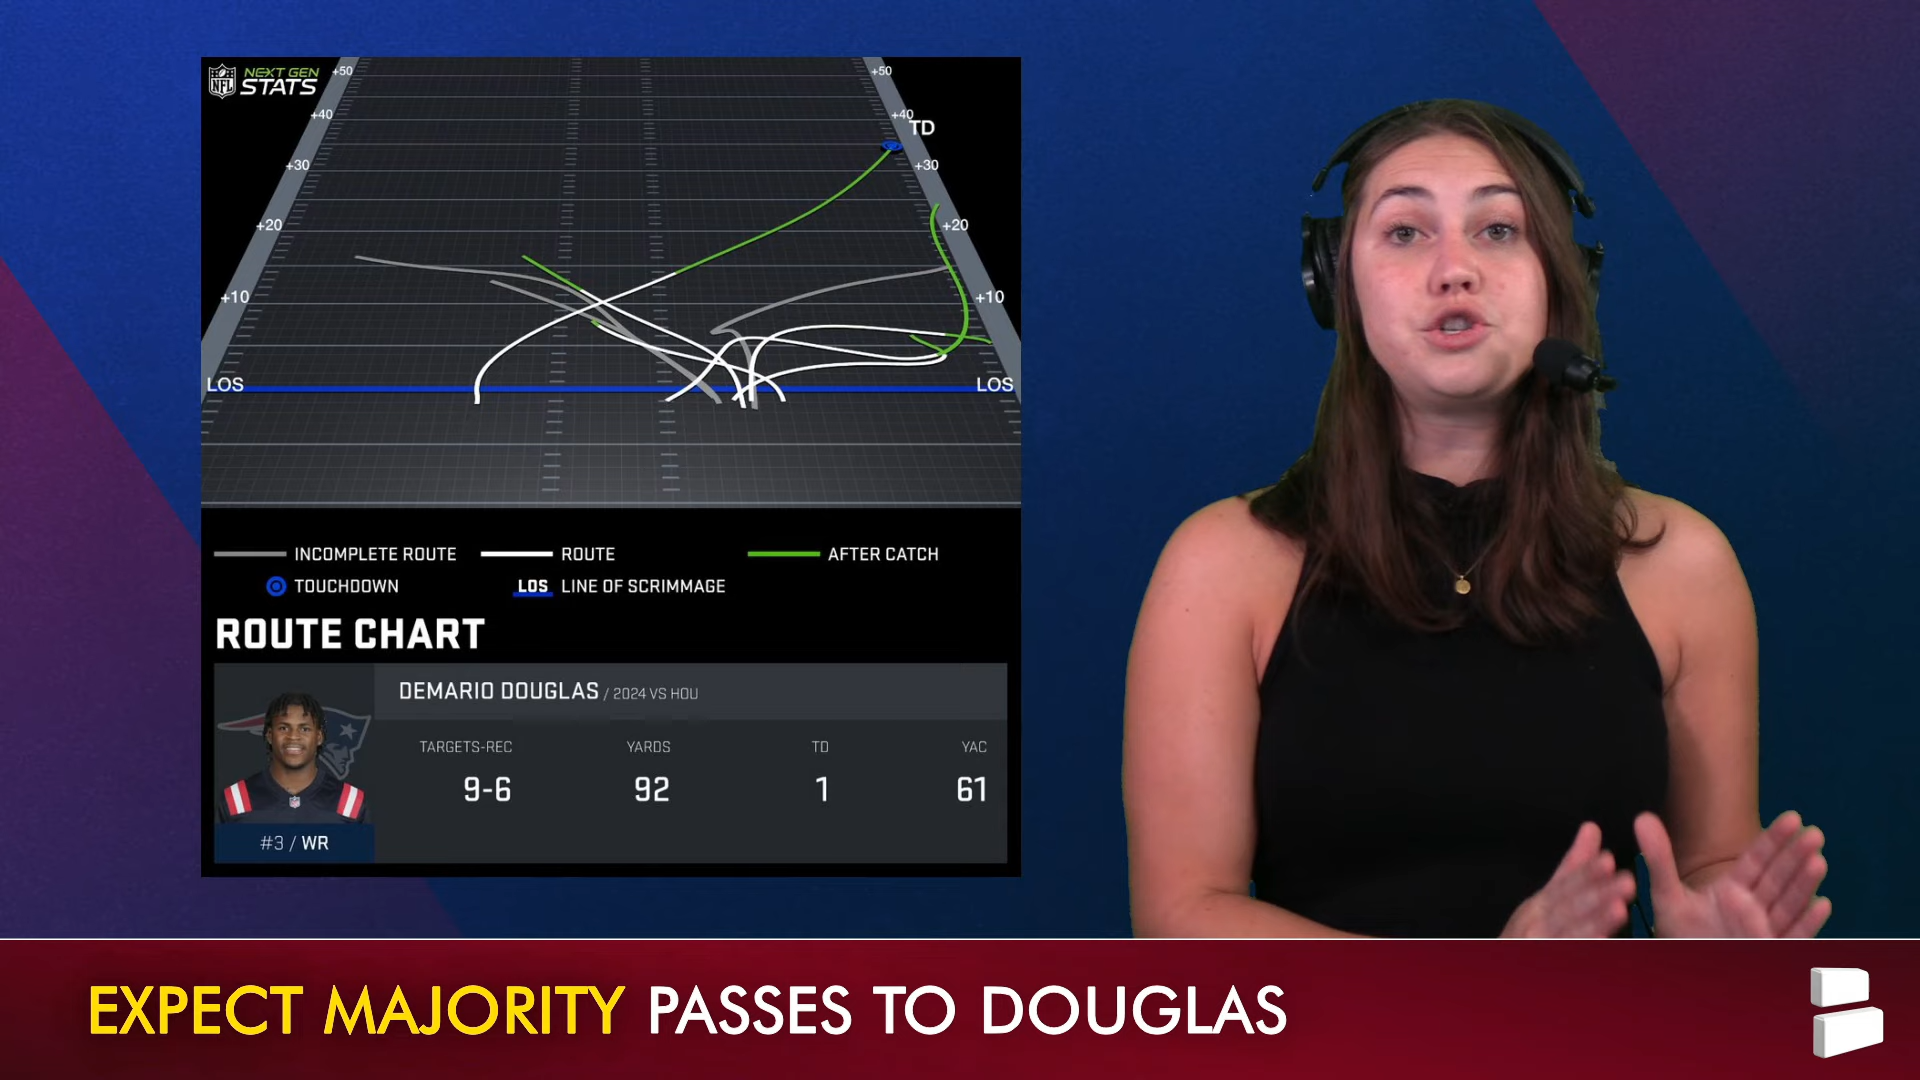 NFL NEXT GEN STATS
+50 +50
+40 +40
TD
+30 +30
+20 +20
+10 +10
LOS LOS
INCOMPLETE ROUTE ROUTE AFTER CATCH
TOUCHDOWN LOS LINE OF SCRIMMAGE
ROUTE CHART
DEMARIO DOUGLAS / 2024 VS HOU
TARGETS-REC YARDS TD YAC
9-6 92 1 61
#3 / WR
EXPECT MAJORITY PASSES TO DOUGLAS